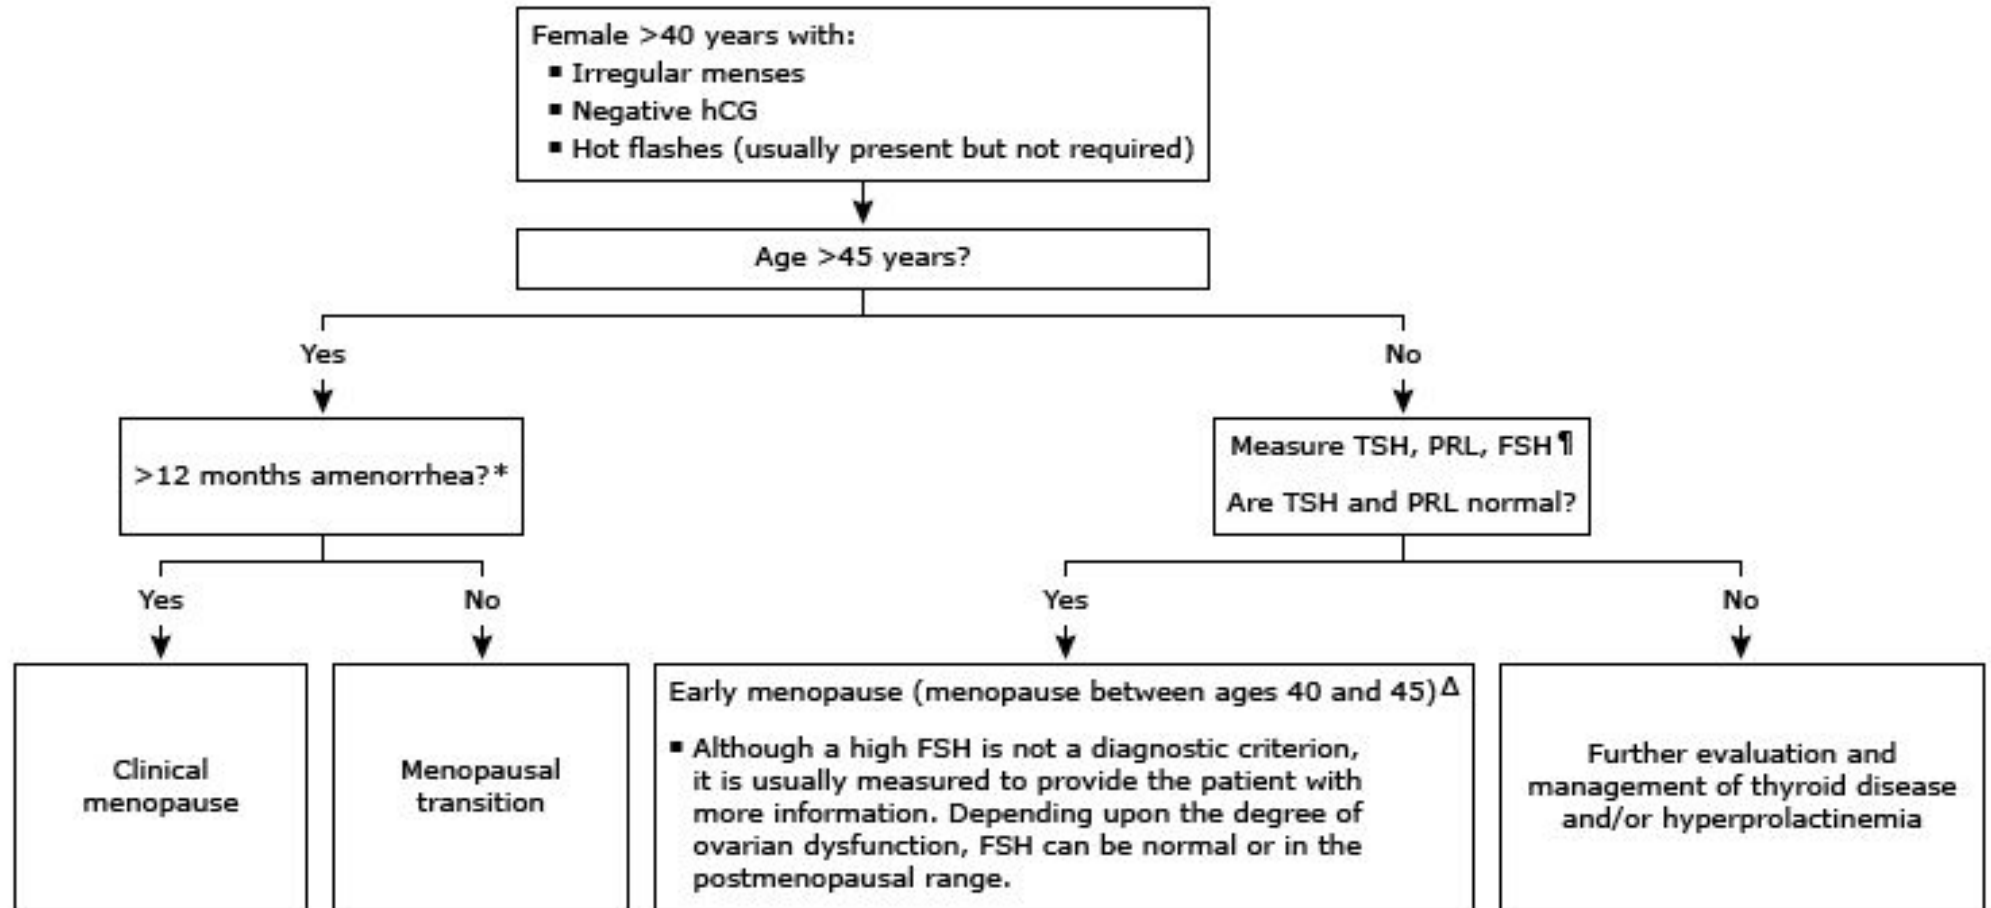 Female >40 years with:
▪ Irregular menses
▪ Negative hCG
▪ Hot flashes (usually present but not required)
Age >45 years?
Yes
No
>12 months amenorrhea?*
Measure TSH, PRL, FSH¶
Are TSH and PRL normal?
Yes
No
Yes
No
Clinical
menopause
Menopausal
transition
Early menopause (menopause between ages 40 and 45)Δ
▪ Although a high FSH is not a diagnostic criterion,
it is usually measured to provide the patient with
more information. Depending upon the degree of
ovarian dysfunction, FSH can be normal or in the
postmenopausal range.
Further evaluation and
management of thyroid disease
and/or hyperprolactinemia